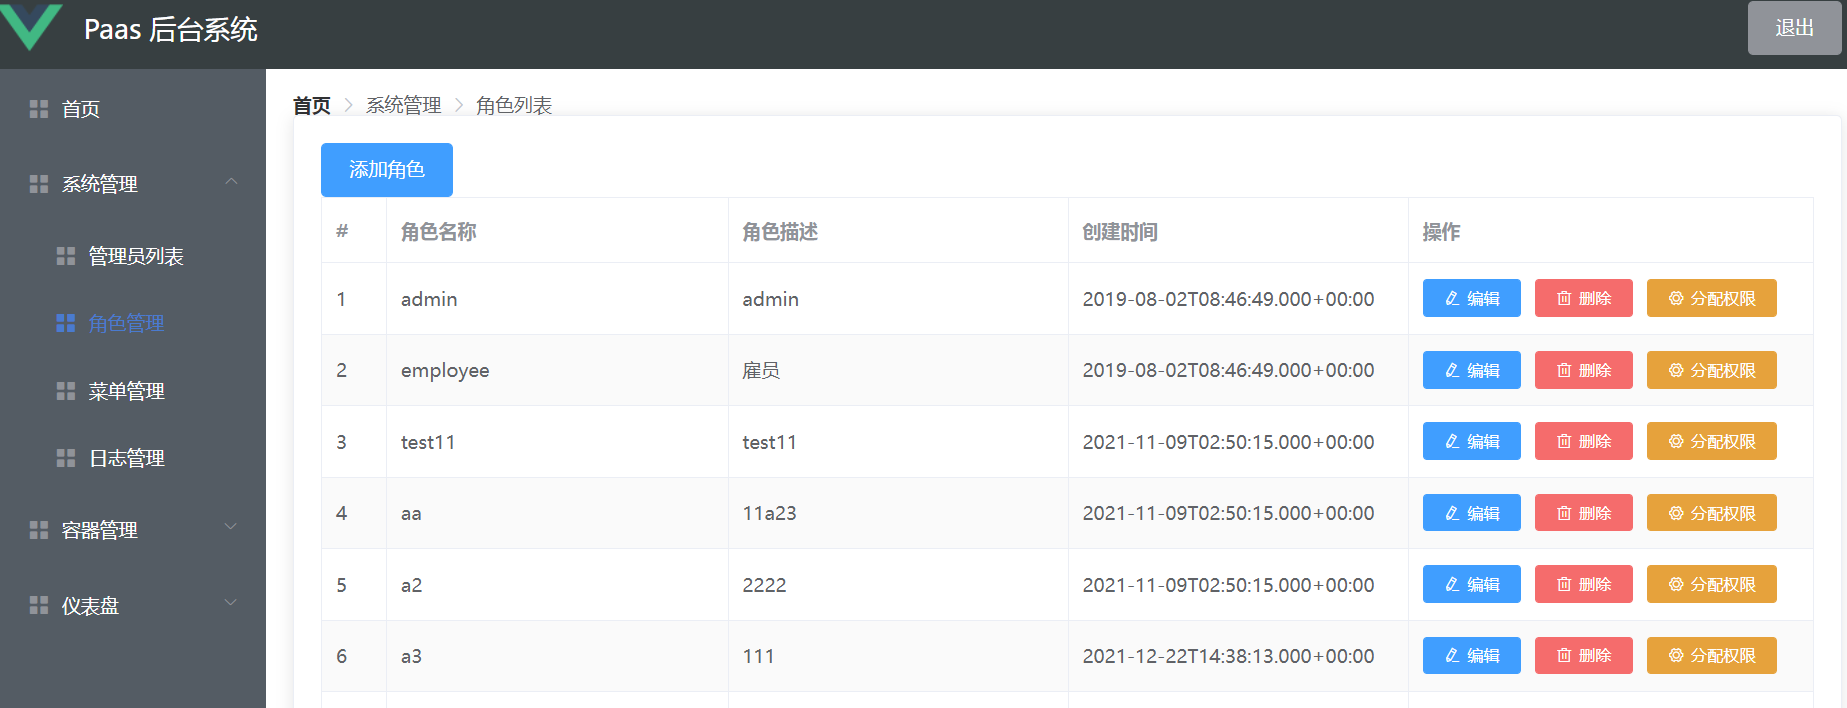 Paas 后台系统
退出
首页
系统管理
管理员列表
角色管理
菜单管理
日志管理
容器管理
仪表盘
首页 系统管理 角色列表
添加角色
# 角色名称 角色描述 创建时间 操作
1 admin admin 2019-08-02T08:46:49.000+00:00 编辑 删除 分配权限
2 employee 雇员 2019-08-02T08:46:49.000+00:00 编辑 删除 分配权限
3 test11 test11 2021-11-09T02:50:15.000+00:00 编辑 删除 分配权限
4 aa 11a23 2021-11-09T02:50:15.000+00:00 编辑 删除 分配权限
5 a2 2222 2021-11-09T02:50:15.000+00:00 编辑 删除 分配权限
6 a3 111 2021-12-22T14:38:13.000+00:00 编辑 删除 分配权限